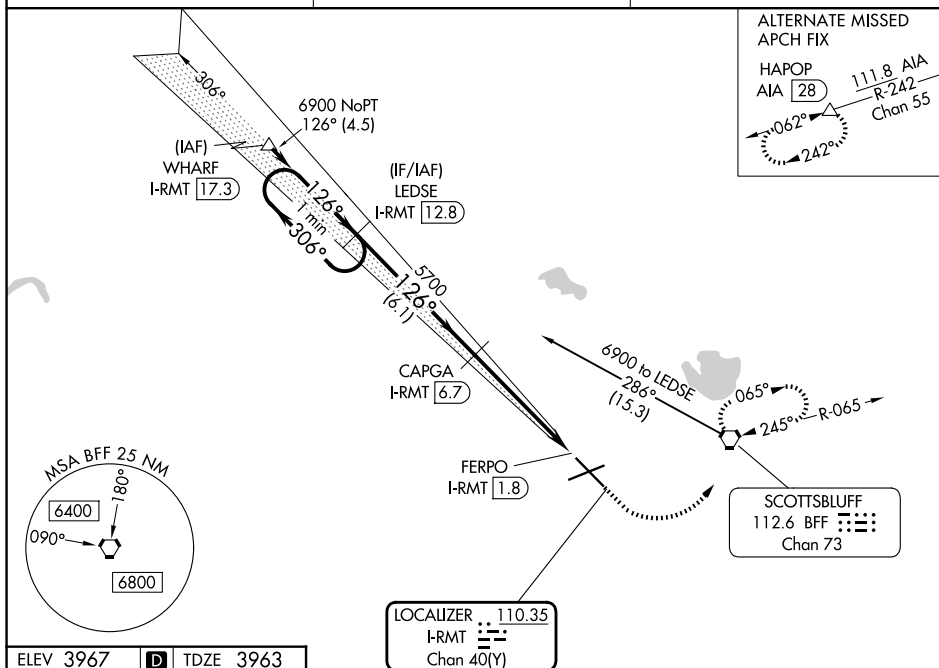 ALTERNATE MISSED
APCH FIX
HAPOP
AIA 28
111.8 AIA
R-242
Chan 55
062°
242°
306°
6900 NoPT
126° (4.5)
(IAF)
WHARF
I-RMT 17.3
(IF/IAF)
LEDSE
I-RMT 12.8
126°
1 min
306°
5700
126°
(6.1)
CAPGA
I-RMT 6.7
6900 to LEDSE
286°
(15.3)
065°
245°
R-065
FERPO
I-RMT 1.8
SCOTTSBLUFF
112.6 BFF
Chan 73
MSA BFF 25 NM
180°
6400
090°
6800
LOCALIZER 110.35
I-RMT
Chan 40(Y)
ELEV 3967 D TDZE 3963